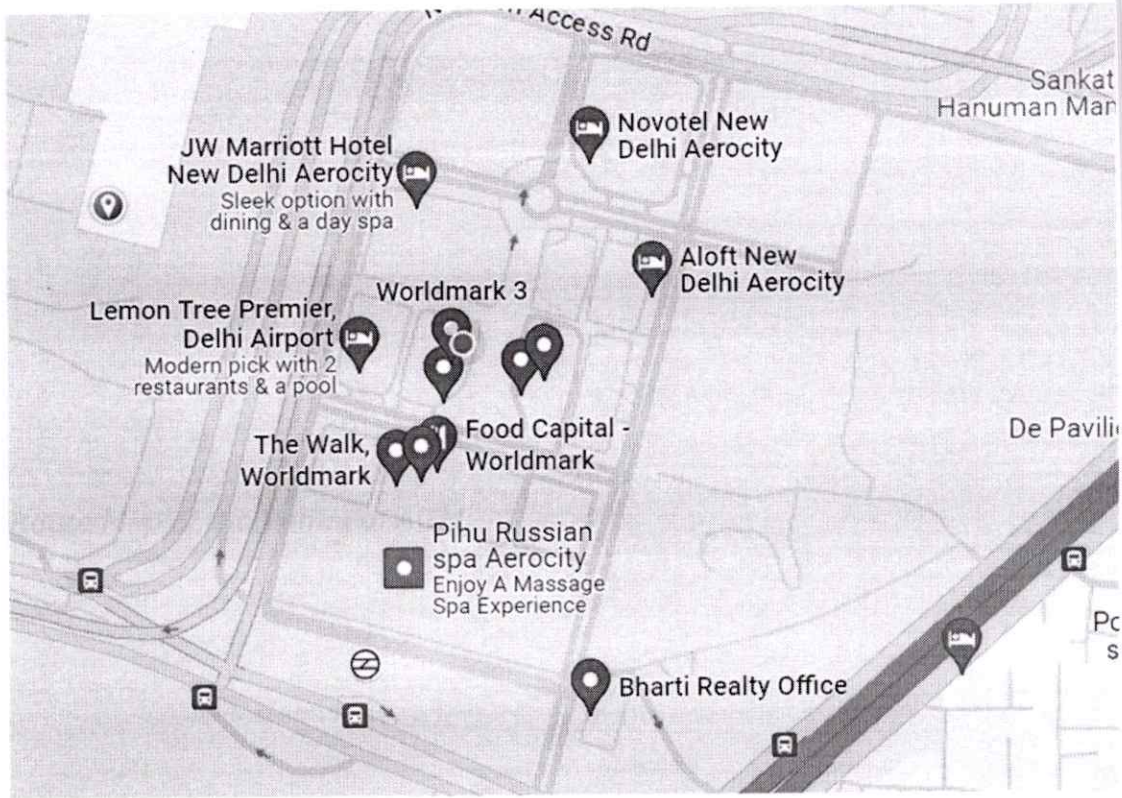 Access Rd
Sankat
Hanuman Man
Novotel New
Delhi Aerocity
JW Marriott Hotel
New Delhi Aerocity
Sleek option with
dining & a day spa
Aloft New
Delhi Aerocity
Worldmark 3
Lemon Tree Premier,
Delhi Airport
Modern pick with 2
restaurants & a pool
Food Capital -
Worldmark
The Walk,
Worldmark
De Pavili
Pihu Russian
spa Aerocity
Enjoy A Massage
Spa Experience
Po
s
Bharti Realty Office